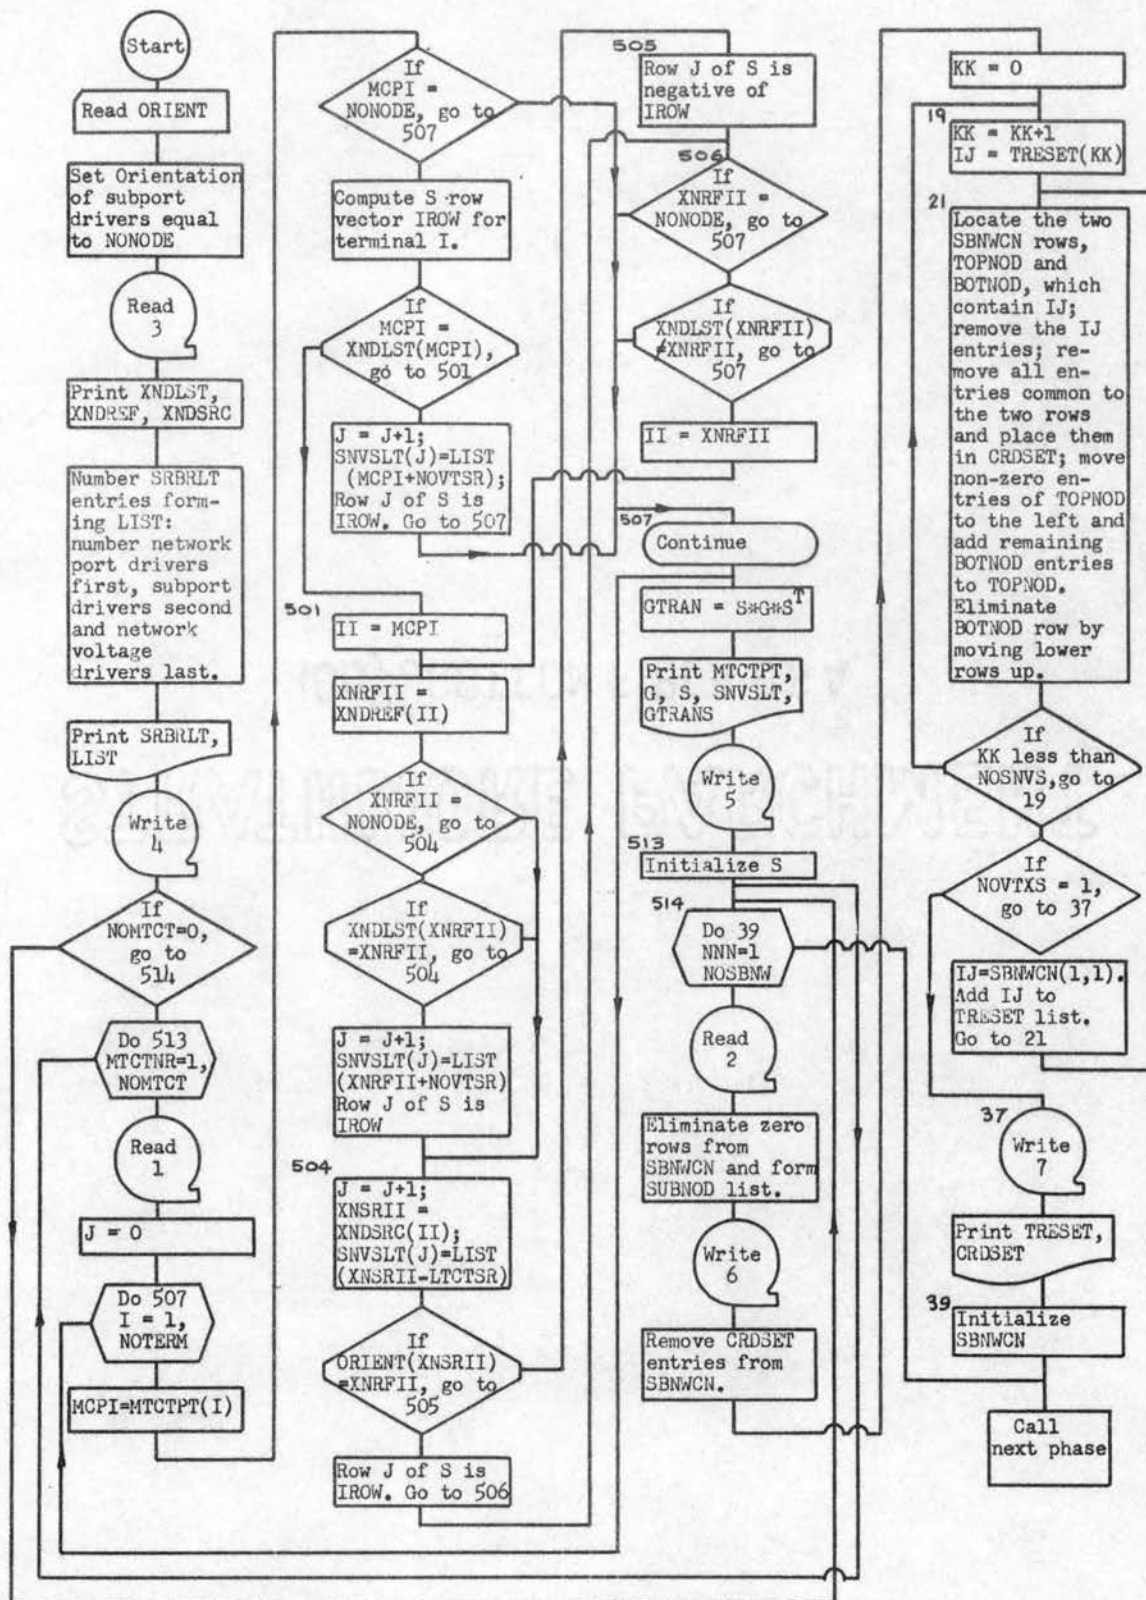 Start
Read ORIENT
Set Orientation
of subport
drivers equal
to NONODE
Read
3
Print XNDLST,
XNDREF, XNDSRC
Number SRBRLT
entries form-
ing LIST:
number network
port drivers
first, subport
drivers second
and network
voltage
drivers last.
Print SRBRLT,
LIST
Write
4
If
NOMTCT=0,
go to
514
Do 513
MTCTNR=1,
NOMTCT
Read
1
J = 0
Do 507
I = 1,
NOTERM
MCPI=MTCTPT(I)
If
MCPI =
NONODE, go to
507
Compute S row
vector IROW for
terminal I.
If
MCPI =
XNDLST(MCPI),
go to 501
J = J+1;
SNVSLT(J)=LIST
(MCPI+NOVTSR);
Row J of S is
IROW. Go to 507
501
II = MCPI
XNRFII =
XNDREF(II)
If
XNRFII =
NONODE, go to
504
If
XNDLST(XNRFII)
=XNRFII, go to
504
J = J+1;
SNVSLT(J)=LIST
(XNRFII+NOVTSR)
Row J of S is
IROW
504
J = J+1;
XNSRII =
XNDSRC(II);
SNVSLT(J)=LIST
(XNSRII-LTCTSR)
If
ORIENT(XNSRII)
=XNRFII, go to
505
Row J of S is
IROW. Go to 506
505
Row J of S is
negative of
IROW
506
If
XNRFII =
NONODE, go to
507
If
XNDLST(XNRFII)
≠XNRFII, go to
507
II = XNRFII
507
Continue
GTRAN = S*G*S^T
Print MTCTPT,
G, S, SNVSLT,
GTRANS
Write
5
513
Initialize S
514
Do 39
NNN=1
NOSBNW
Read
2
Eliminate zero
rows from
SBNWCN and form
SUBNOD list.
Write
6
Remove CRDSET
entries from
SBNWCN.
KK = 0
19
KK = KK+1
IJ = TRESET(KK)
21
Locate the two
SBNWCN rows,
TOPNOD and
BOTNOD, which
contain IJ;
remove the IJ
entries; re-
move all en-
tries common to
the two rows
and place them
in CRDSET; move
non-zero en-
tries of TOPNOD
to the left and
add remaining
BOTNOD entries
to TOPNOD.
Eliminate
BOTNOD row by
moving lower
rows up.
If
KK less than
NOSNVS,go to
19
If
NOVTXS = 1,
go to 37
IJ=SBNWCN(1,1).
Add IJ to
TRESET list.
Go to 21
37
Write
7
Print TRESET,
CRDSET
39
Initialize
SBNWCN
Call
next phase